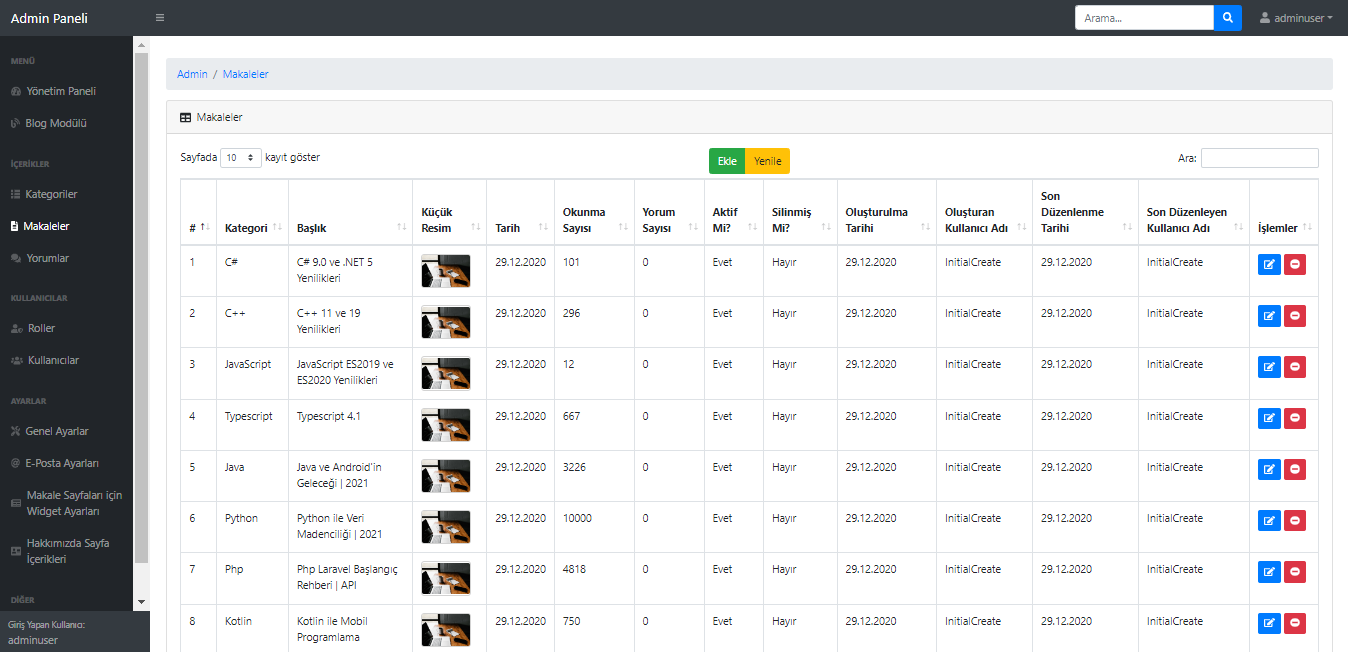 Admin Paneli
Arama...
adminuser
MENÜ
Yönetim Paneli
Blog Modülü
İÇERİKLER
Kategoriler
Makaleler
Yorumlar
KULLANICILAR
Roller
Kullanıcılar
AYARLAR
Genel Ayarlar
E-Posta Ayarları
Makale Sayfaları için
Widget Ayarları
Hakkımızda Sayfa
İçerikleri
DİĞER
Giriş Yapan Kullanıcı:
adminuser
Admin / Makaleler
Makaleler
Sayfada 10 kayıt göster
Ekle Yenile
Ara:
# Kategori Başlık Küçük Resim Tarih Okunma Sayısı Yorum Sayısı Aktif Mi? Silinmiş Mi? Oluşturulma Tarihi Oluşturan Kullanıcı Adı Son Düzenlenme Tarihi Son Düzenleyen Kullanıcı Adı İşlemler
1 C# C# 9.0 ve .NET 5 Yenilikleri 29.12.2020 101 0 Evet Hayır 29.12.2020 InitialCreate 29.12.2020 InitialCreate
2 C++ C++ 11 ve 19 Yenilikleri 29.12.2020 296 0 Evet Hayır 29.12.2020 InitialCreate 29.12.2020 InitialCreate
3 JavaScript JavaScript ES2019 ve ES2020 Yenilikleri 29.12.2020 12 0 Evet Hayır 29.12.2020 InitialCreate 29.12.2020 InitialCreate
4 Typescript Typescript 4.1 29.12.2020 667 0 Evet Hayır 29.12.2020 InitialCreate 29.12.2020 InitialCreate
5 Java Java ve Android'in Geleceği | 2021 29.12.2020 3226 0 Evet Hayır 29.12.2020 InitialCreate 29.12.2020 InitialCreate
6 Python Python ile Veri Madenciliği | 2021 29.12.2020 10000 0 Evet Hayır 29.12.2020 InitialCreate 29.12.2020 InitialCreate
7 Php Php Laravel Başlangıç Rehberi | API 29.12.2020 4818 0 Evet Hayır 29.12.2020 InitialCreate 29.12.2020 InitialCreate
8 Kotlin Kotlin ile Mobil Programlama 29.12.2020 750 0 Evet Hayır 29.12.2020 InitialCreate 29.12.2020 InitialCreate